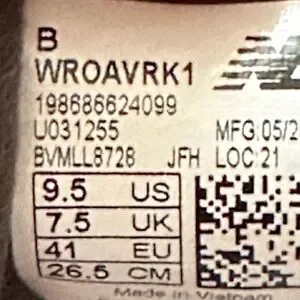 B
WROAVRK1
198686624099
U031255 MFG:05/2
BVMLL8728 JFH LOC:21
9.5 US
7.5 UK
41 EU
26.5 CM
Made in Vietnam